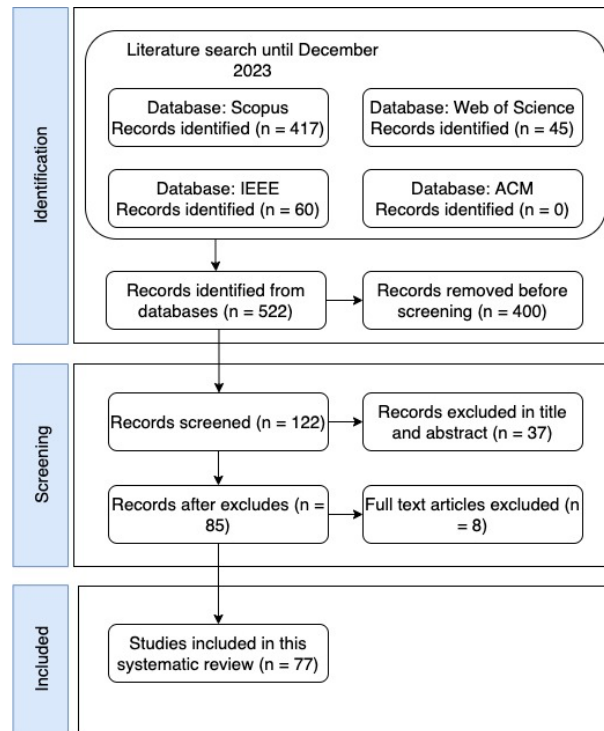 Identification
Literature search until December
2023
Database: Scopus
Records identified (n = 417)
Database: Web of Science
Records identified (n = 45)
Database: IEEE
Records identified (n = 60)
Database: ACM
Records identified (n = 0)
Records identified from
databases (n = 522)
Records removed before
screening (n = 400)
Screening
Records screened (n = 122)
Records excluded in title
and abstract (n = 37)
Records after excludes (n =
85)
Full text articles excluded (n
= 8)
Included
Studies included in this
systematic review (n = 77)